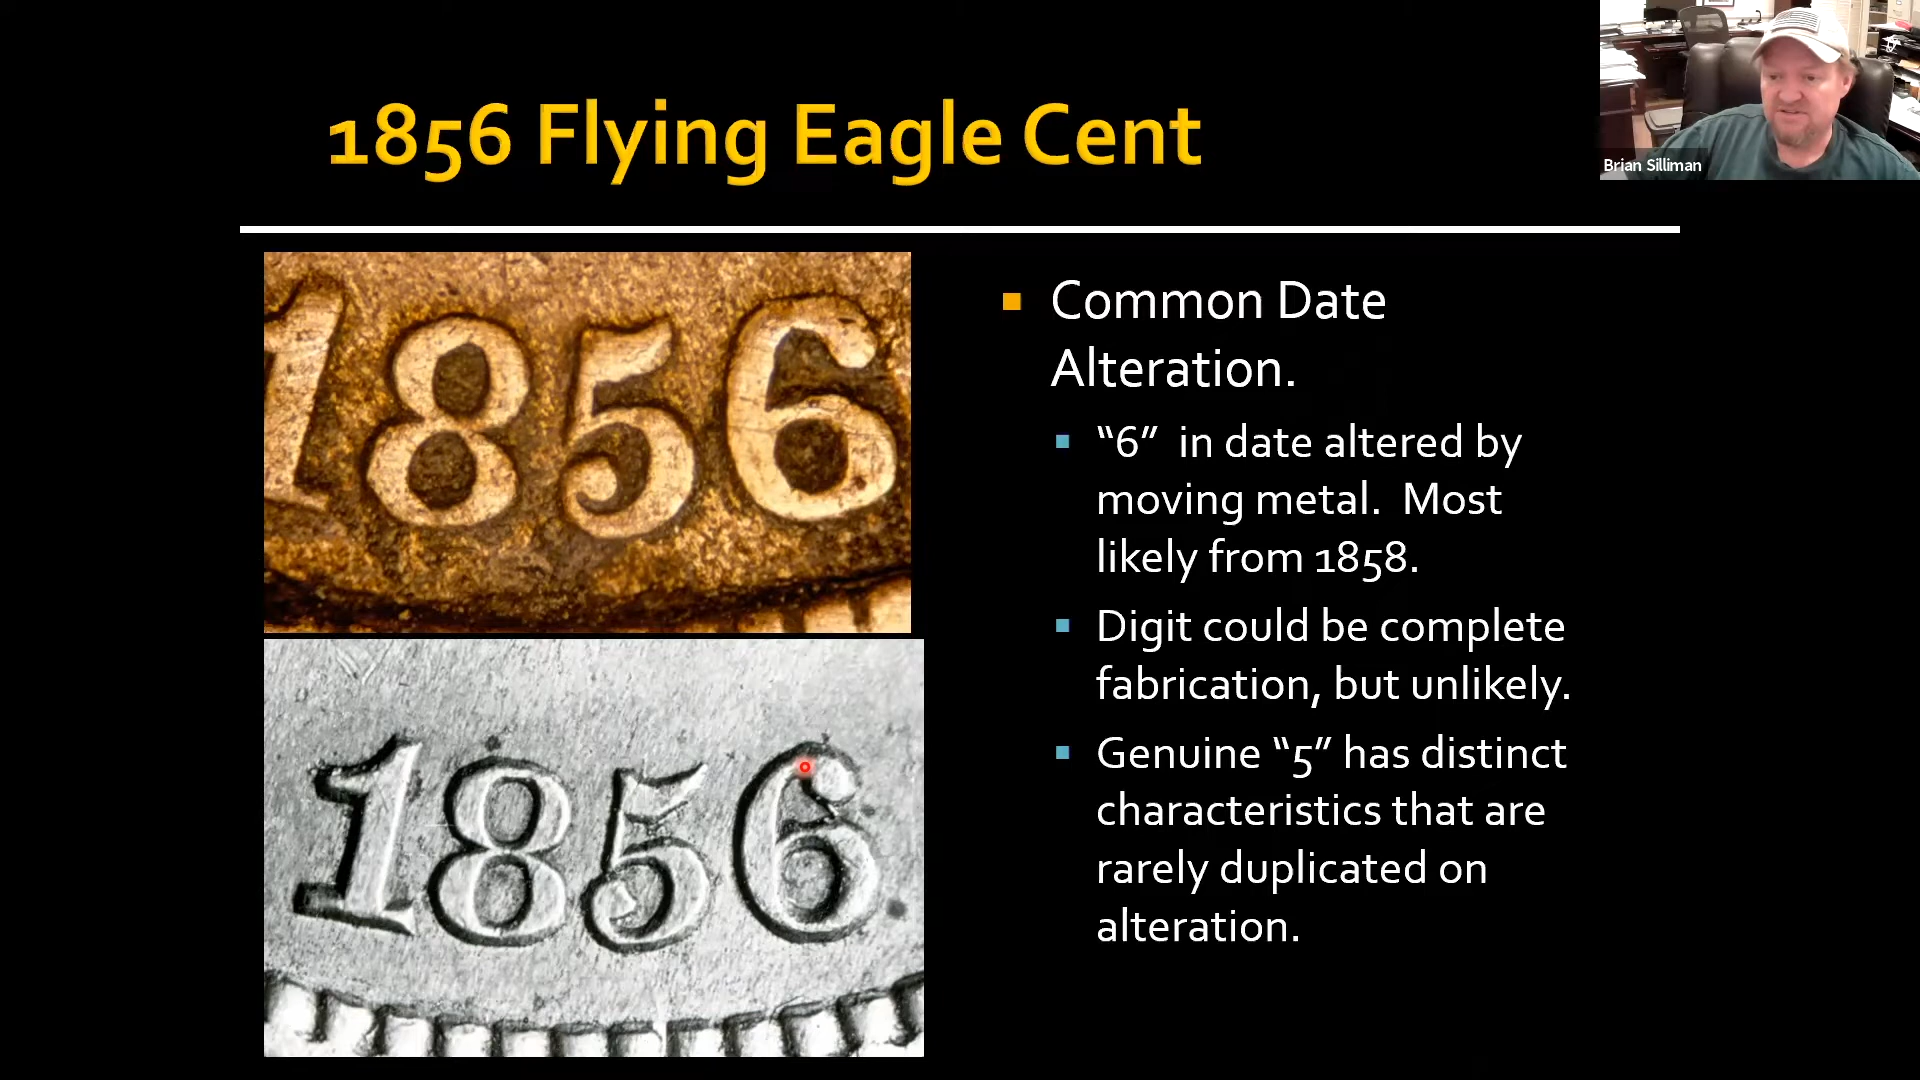 1856 Flying Eagle Cent
Brian Silliman
1856
1856
Common Date
Alteration.
“6”  in date altered by
moving metal.  Most
likely from 1858.
Digit could be complete
fabrication, but unlikely.
Genuine “5” has distinct
characteristics that are
rarely duplicated on
alteration.